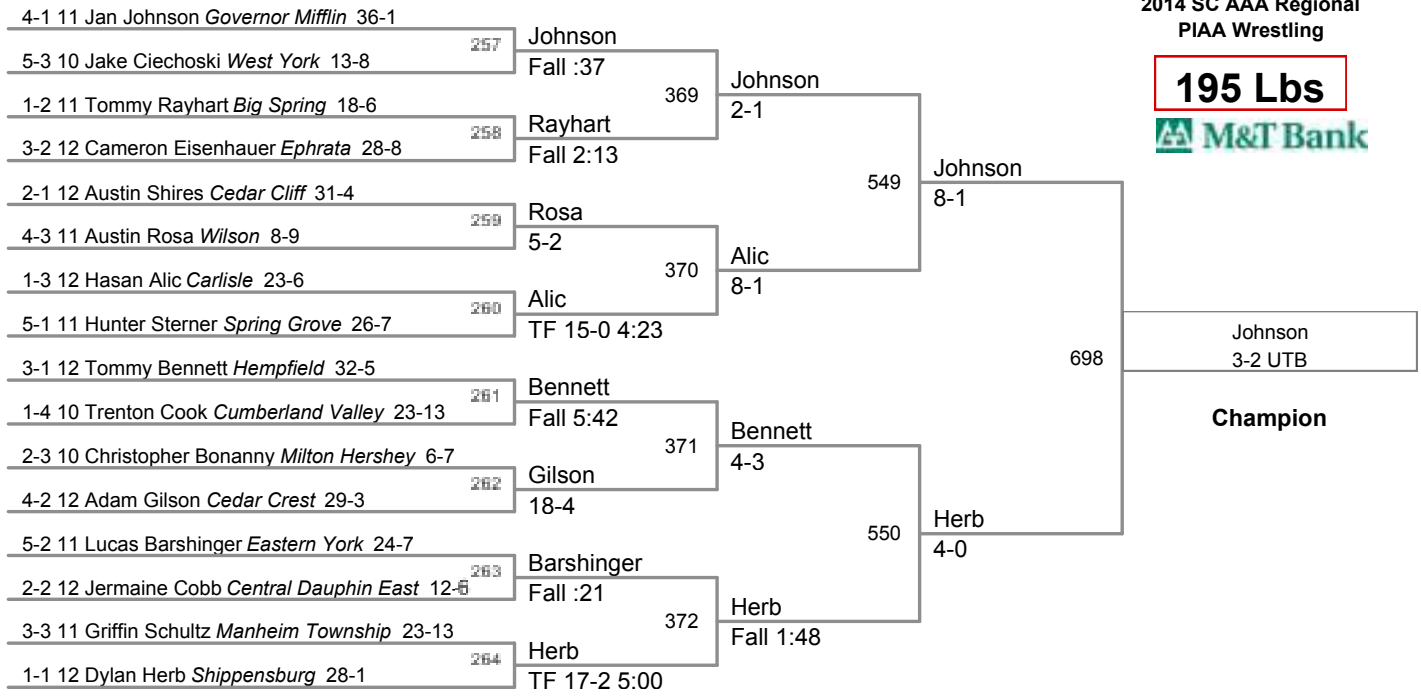 2014 SC AAA Regional
PIAA Wrestling
195 Lbs
M&T Bank
4-1 11 Jan Johnson Governor Mifflin 36-1
5-3 10 Jake Ciechoski West York 13-8
1-2 11 Tommy Rayhart Big Spring 18-6
3-2 12 Cameron Eisenhauer Ephrata 28-8
2-1 12 Austin Shires Cedar Cliff 31-4
4-3 11 Austin Rosa Wilson 8-9
1-3 12 Hasan Alic Carlisle 23-6
5-1 11 Hunter Sterner Spring Grove 26-7
3-1 12 Tommy Bennett Hempfield 32-5
1-4 10 Trenton Cook Cumberland Valley 23-13
2-3 10 Christopher Bonanny Milton Hershey 6-7
4-2 12 Adam Gilson Cedar Crest 29-3
5-2 11 Lucas Barshinger Eastern York 24-7
2-2 12 Jermaine Cobb Central Dauphin East 12-6
3-3 11 Griffin Schultz Manheim Township 23-13
1-1 12 Dylan Herb Shippensburg 28-1
257
Johnson
Fall :37
258
Rayhart
Fall 2:13
259
Rosa
5-2
260
Alic
TF 15-0 4:23
261
Bennett
Fall 5:42
262
Gilson
18-4
263
Barshinger
Fall :21
264
Herb
TF 17-2 5:00
369
Johnson
2-1
370
Alic
8-1
371
Bennett
4-3
372
Herb
Fall 1:48
549
Johnson
8-1
550
Herb
4-0
698
Johnson
3-2 UTB
Champion